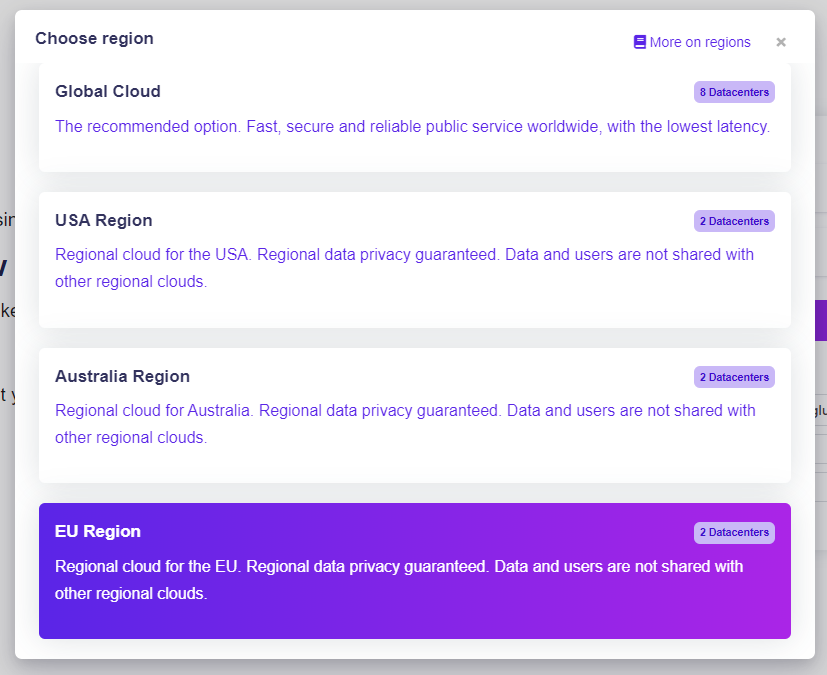 Choose region
More on regions
×
Global Cloud
8 Datacenters
The recommended option. Fast, secure and reliable public service worldwide, with the lowest latency.
USA Region
2 Datacenters
Regional cloud for the USA. Regional data privacy guaranteed. Data and users are not shared with
other regional clouds.
Australia Region
2 Datacenters
Regional cloud for Australia. Regional data privacy guaranteed. Data and users are not shared with
other regional clouds.
EU Region
2 Datacenters
Regional cloud for the EU. Regional data privacy guaranteed. Data and users are not shared with
other regional clouds.